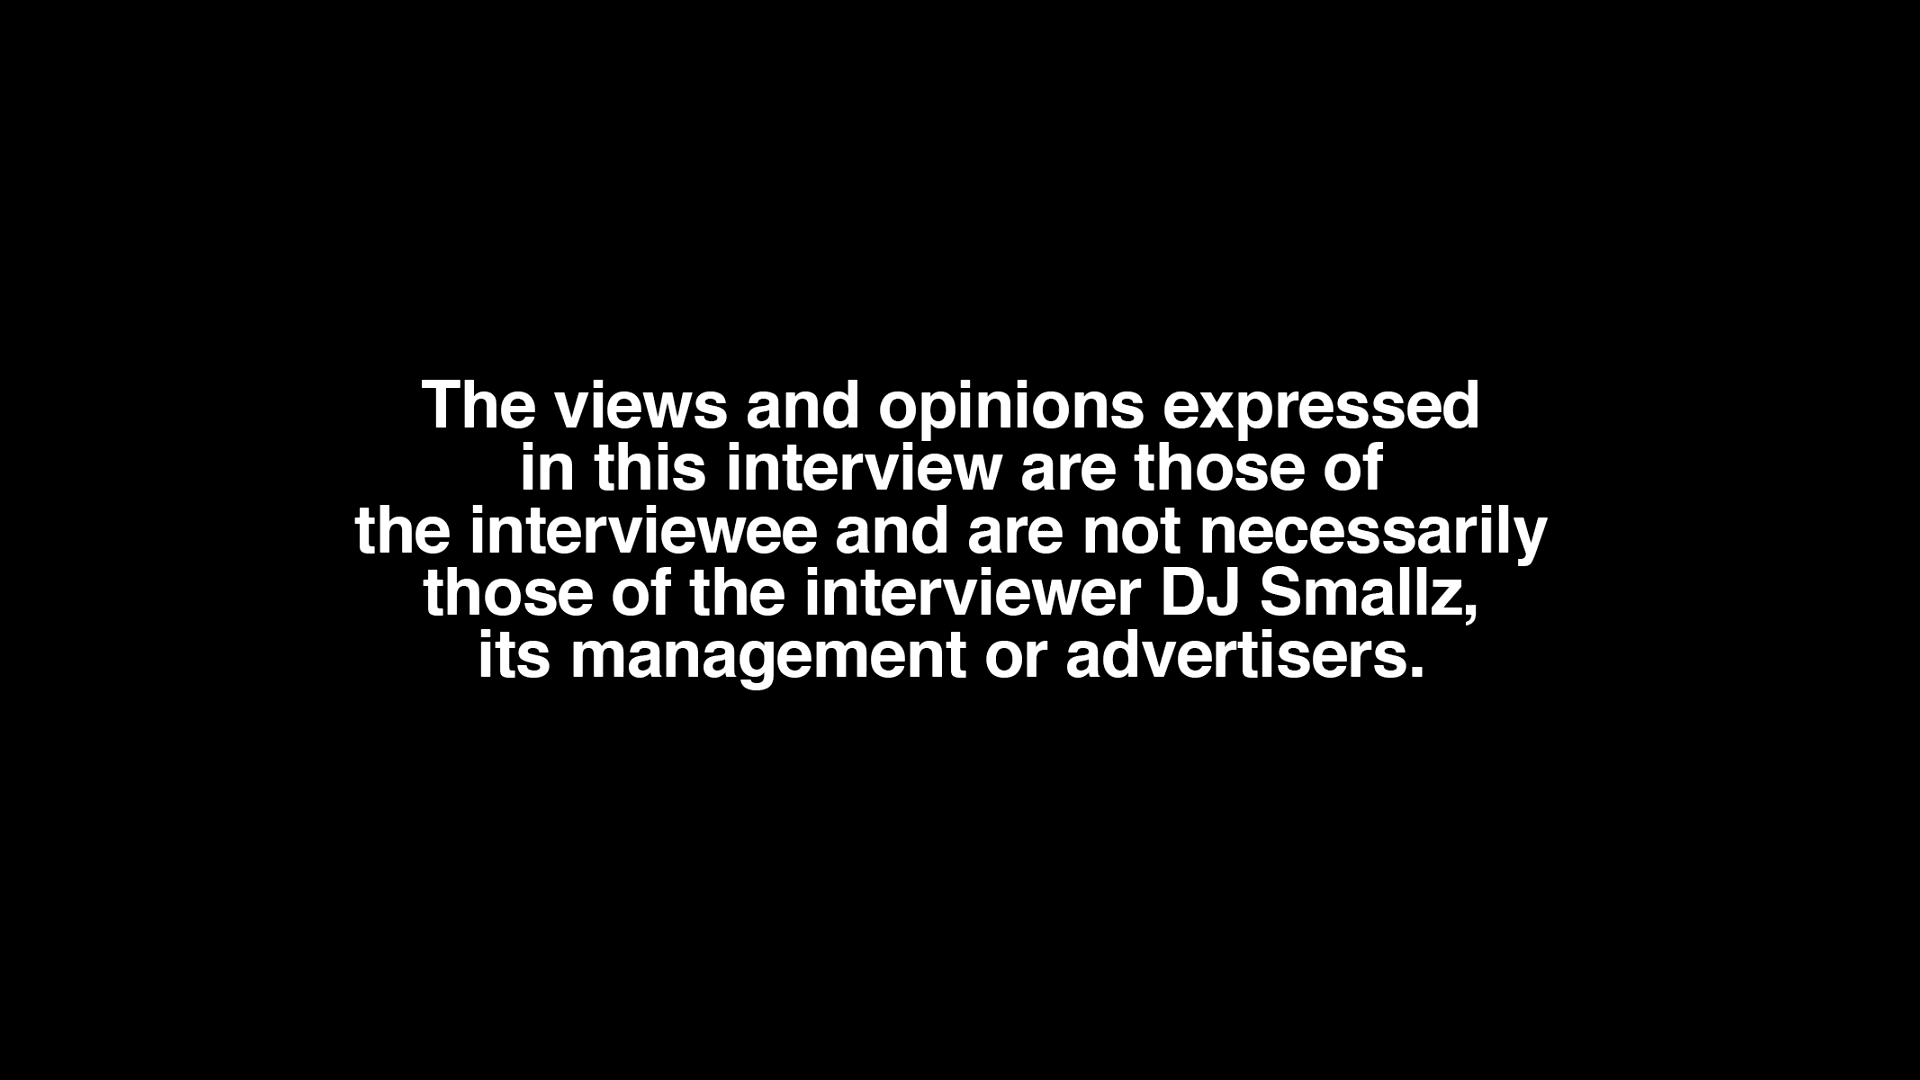 The views and opinions expressed
in this interview are those of
the interviewee and are not necessarily
those of the interviewer DJ Smallz,
its management or advertisers.